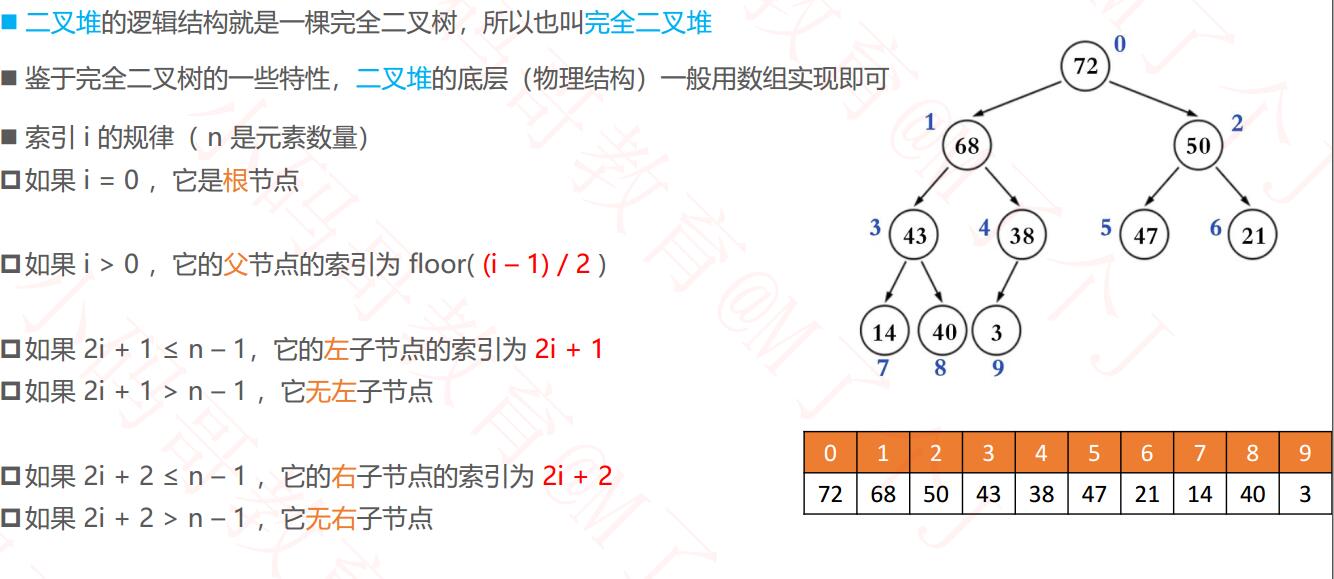 二叉堆的逻辑结构就是一棵完全二叉树，所以也叫完全二叉堆
鉴于完全二叉树的一些特性，二叉堆的底层（物理结构）一般用数组实现即可
索引 i 的规律（ n 是元素数量）
如果 i = 0 ，它是根节点
如果 i > 0 ，它的父节点的索引为 floor( (i – 1) / 2 )
如果 2i + 1 ≤ n – 1，它的左子节点的索引为 2i + 1
如果 2i + 1 > n – 1 ，它无左子节点
如果 2i + 2 ≤ n – 1 ，它的右子节点的索引为 2i + 2
如果 2i + 2 > n – 1 ，它无右子节点
72 0
1 68 50 2
3 43 4 38 5 47 6 21
14 40 3
7 8 9
0 1 2 3 4 5 6 7 8 9
72 68 50 43 38 47 21 14 40 3
小码哥教育@M了个J